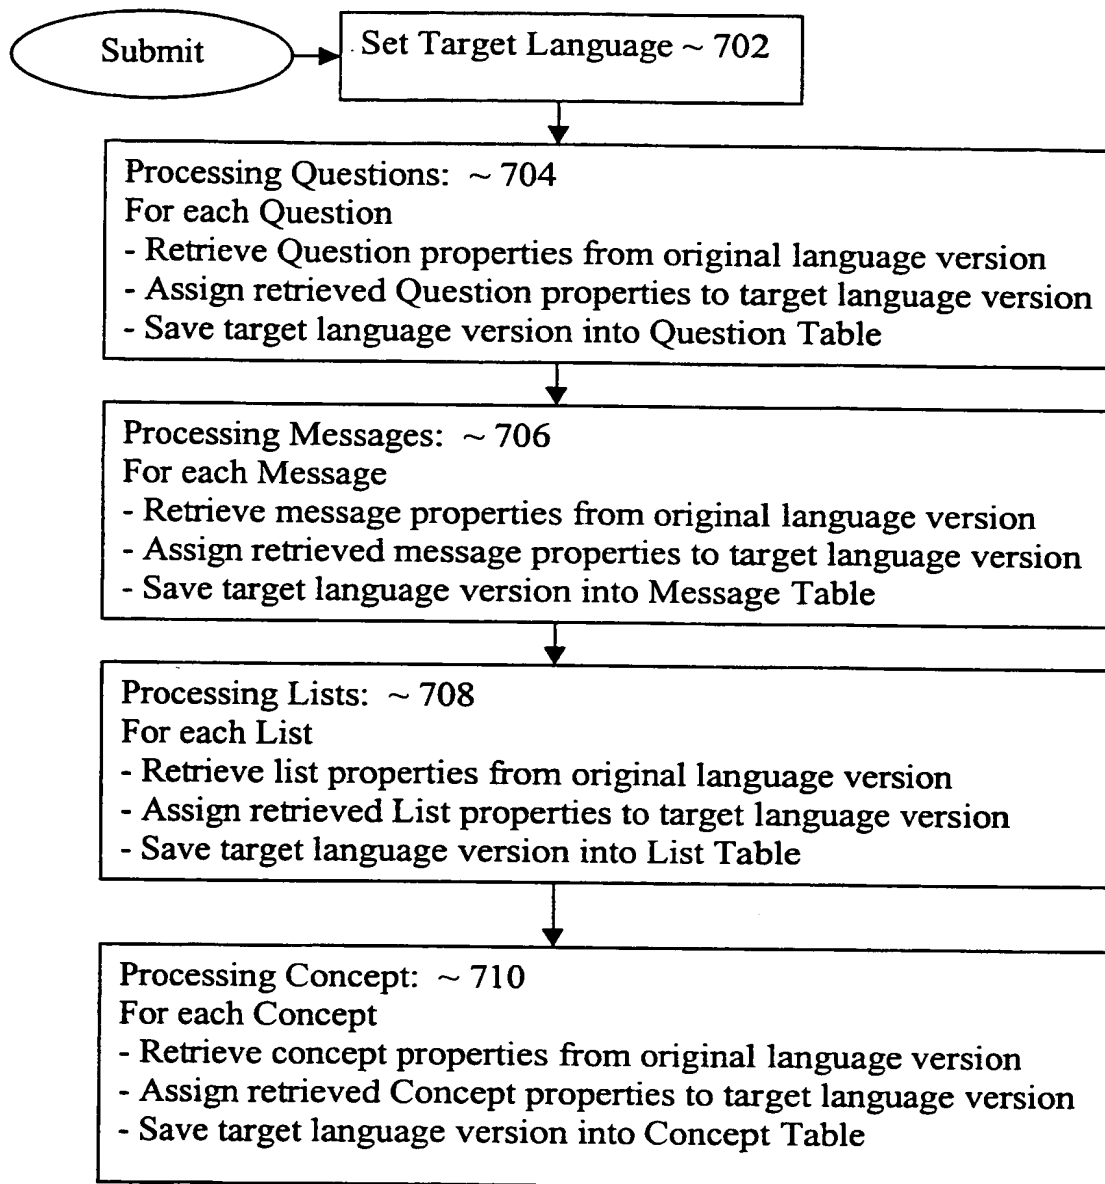 Submit
Set Target Language ~ 702
Processing Questions: ~ 704
For each Question
- Retrieve Question properties from original language version
- Assign retrieved Question properties to target language version
- Save target language version into Question Table
Processing Messages: ~ 706
For each Message
- Retrieve message properties from original language version
- Assign retrieved message properties to target language version
- Save target language version into Message Table
Processing Lists: ~ 708
For each List
- Retrieve list properties from original language version
- Assign retrieved List properties to target language version
- Save target language version into List Table
Processing Concept: ~ 710
For each Concept
- Retrieve concept properties from original language version
- Assign retrieved Concept properties to target language version
- Save target language version into Concept Table